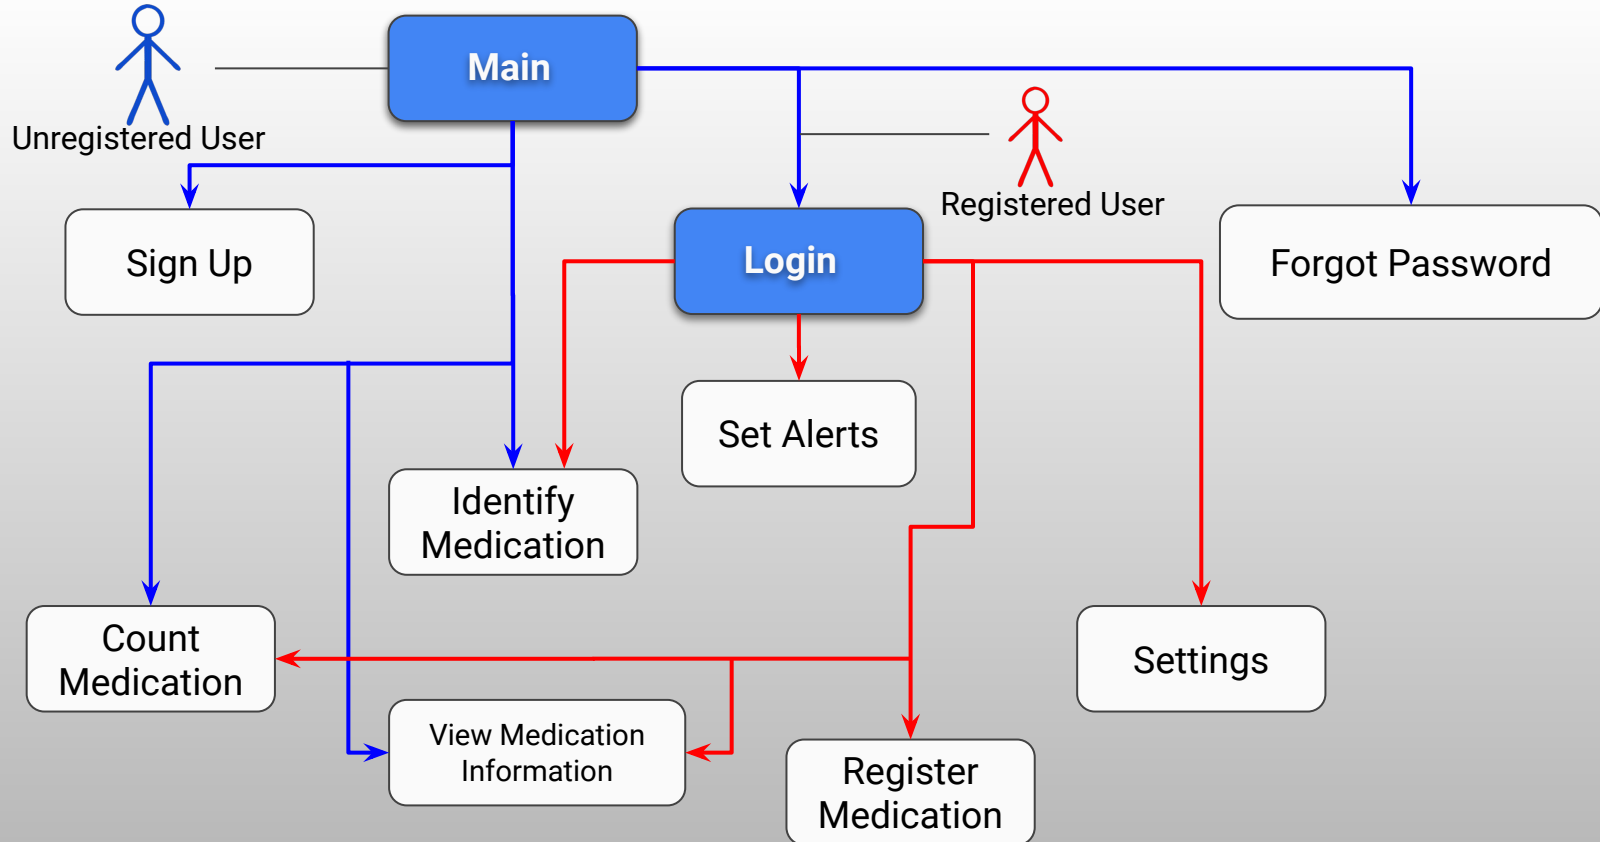 Main
Unregistered User
Registered User
Sign Up
Login
Forgot Password
Set Alerts
Identify
Medication
Count
Medication
Settings
View Medication
Information
Register
Medication